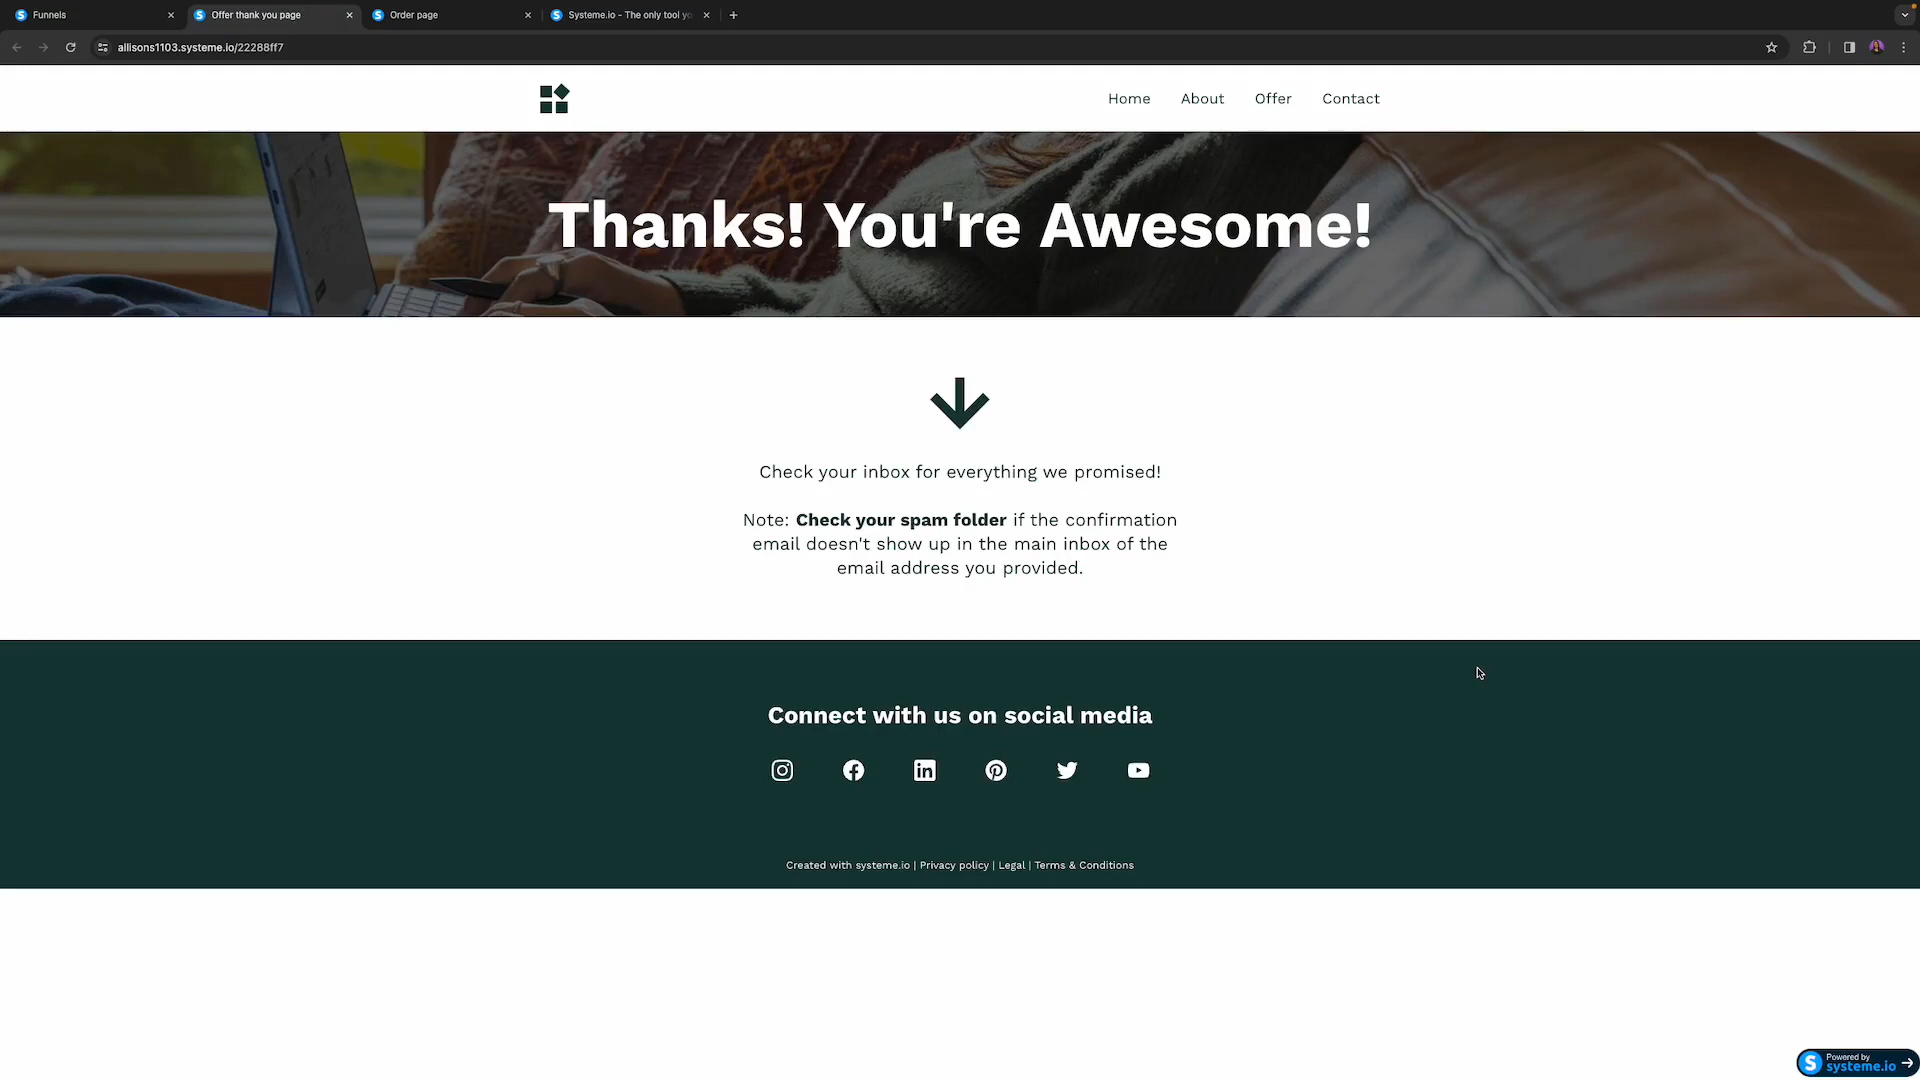 Funnels
Offer thank you page
Order page
Systeme.io - The only tool yo
allisons1103.systeme.io/22288ff7
Home
About
Offer
Contact
Thanks! You're Awesome!
Check your inbox for everything we promised!
Note: Check your spam folder if the confirmation
email doesn't show up in the main inbox of the
email address you provided.
Connect with us on social media
Created with systeme.io | Privacy policy | Legal | Terms & Conditions
Powered by
systeme.io